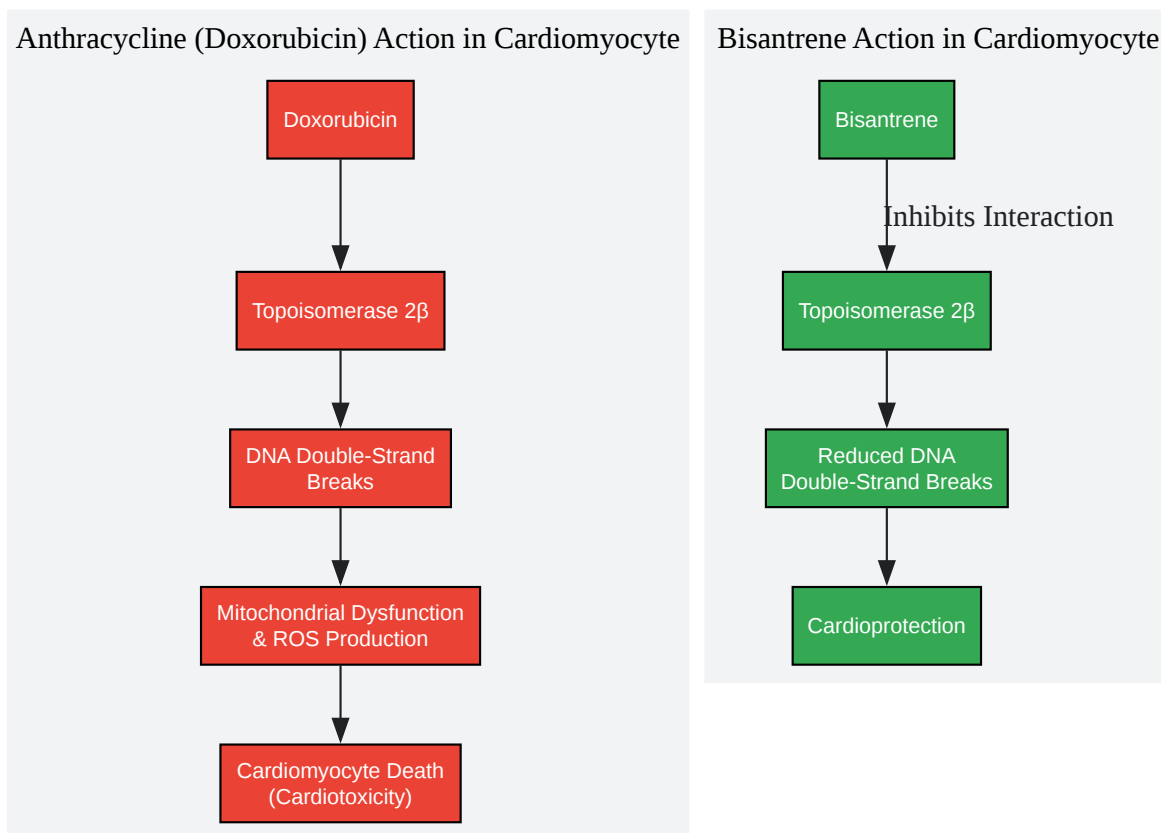 Anthracycline (Doxorubicin) Action in Cardiomyocyte
Doxorubicin
Topoisomerase 2β
DNA Double-Strand
Breaks
Mitochondrial Dysfunction
& ROS Production
Cardiomyocyte Death
(Cardiotoxicity)
Bisantrene Action in Cardiomyocyte
Bisantrene
Inhibits Interaction
Topoisomerase 2β
Reduced DNA
Double-Strand Breaks
Cardioprotection